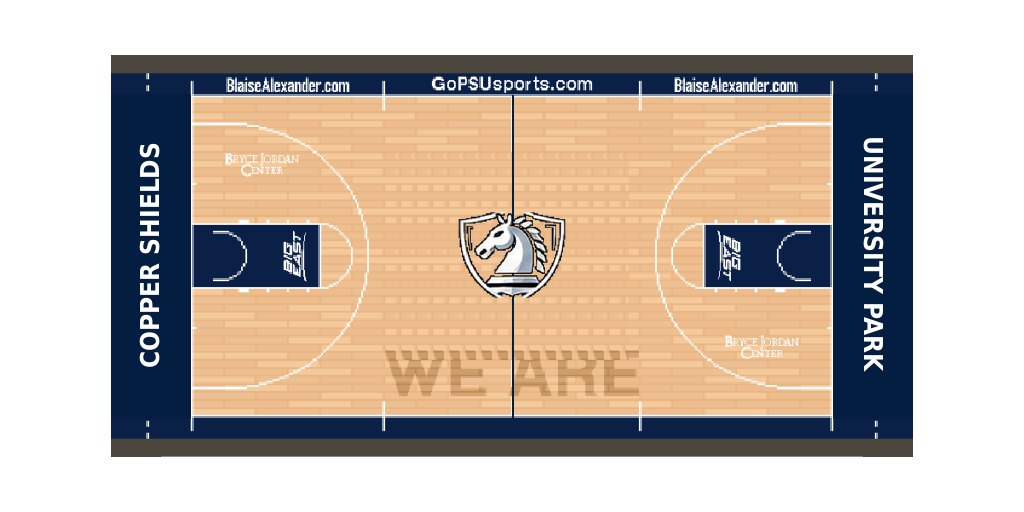 BlaiseAlexander.com
GoPSUsports.com
BlaiseAlexander.com
COPPER SHIELDS
BRYCE JORDAN
CENTER
BIG
EAST
BIG
EAST
UNIVERSITY PARK
BRYCE JORDAN
CENTER
WE ARE